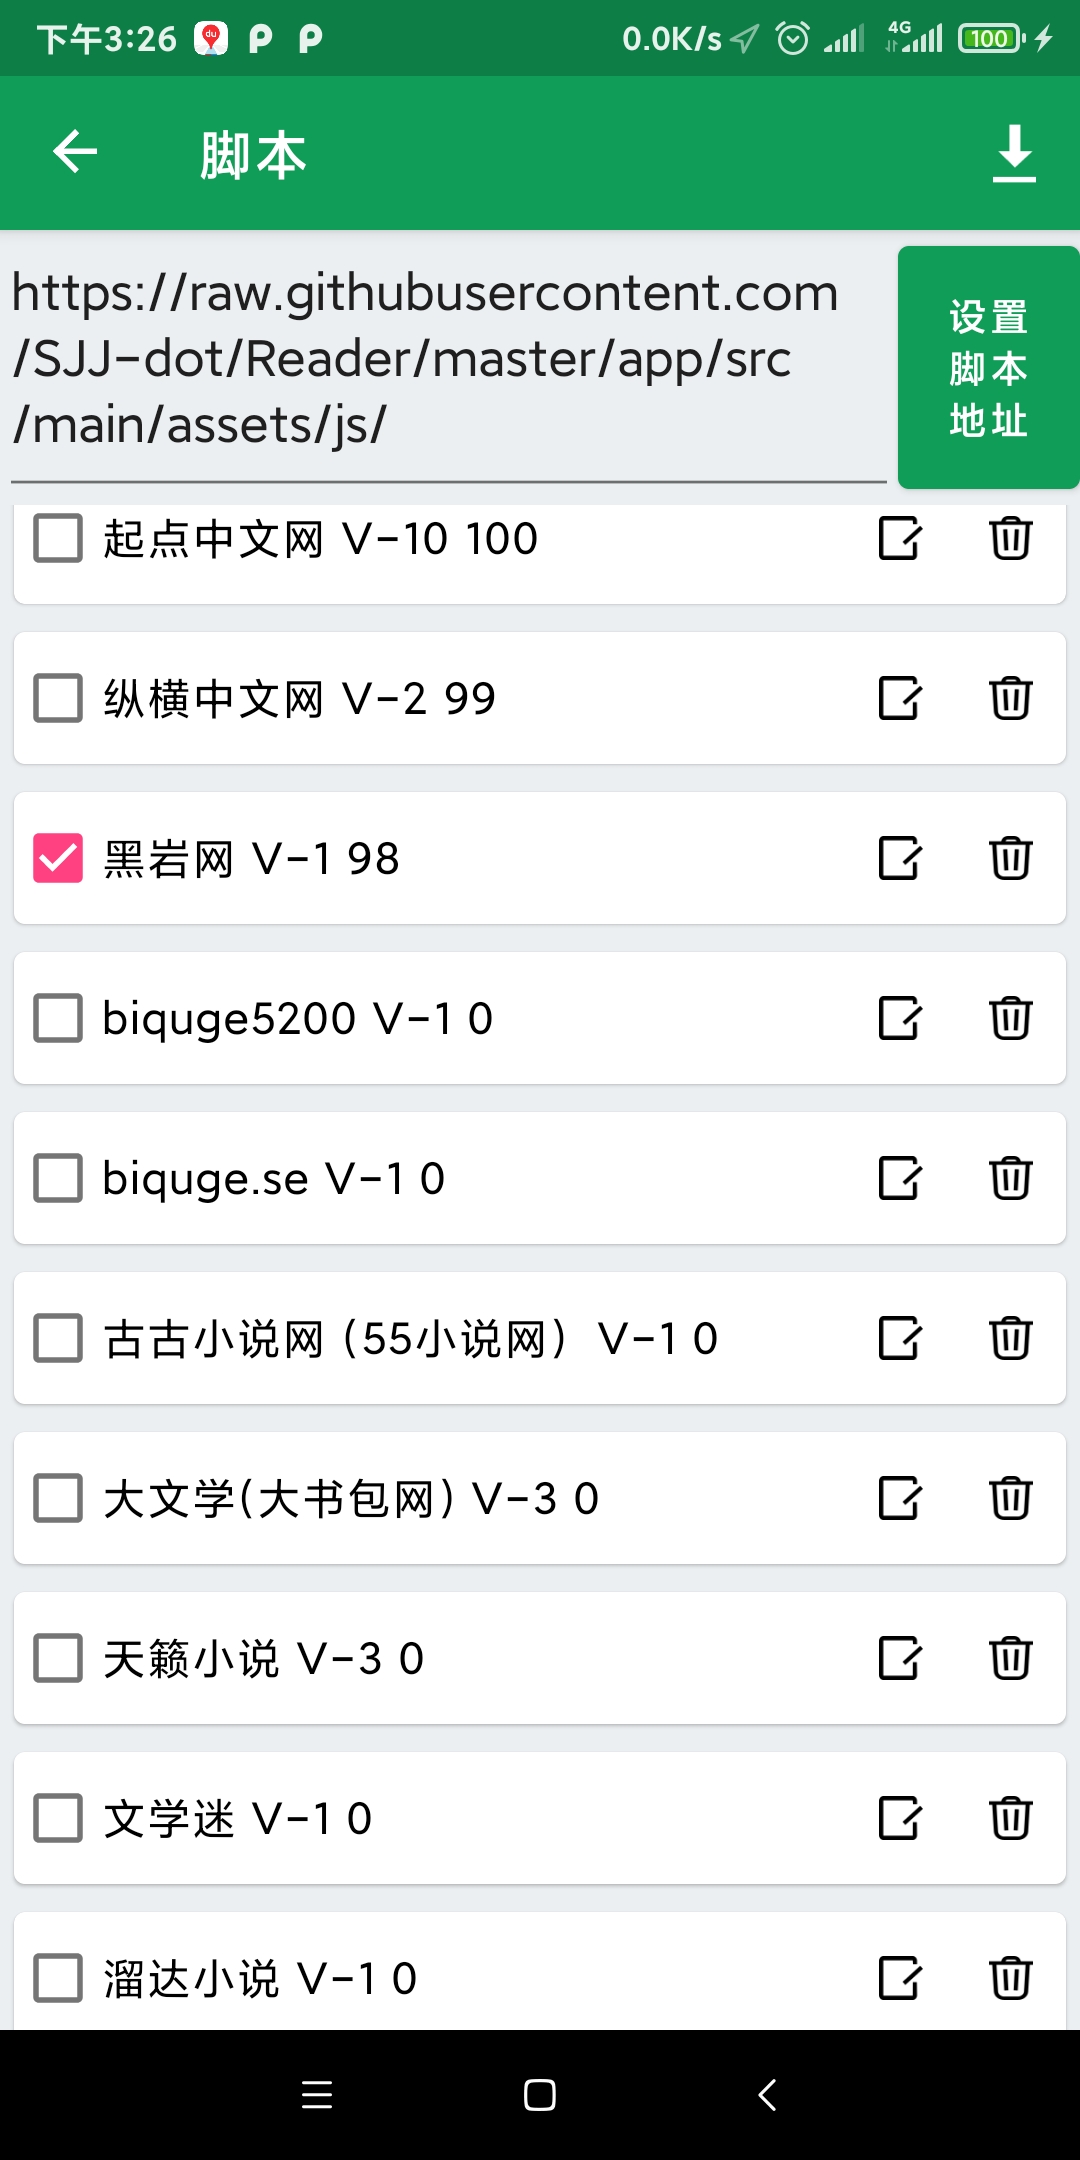 下午3:26
0.0K/s
4G
100
脚本
https://raw.githubusercontent.com
/SJJ-dot/Reader/master/app/src
/main/assets/js/
设置
脚本
地址
起点中文网 V-10 100
纵横中文网 V-2 99
黑岩网 V-1 98
biquge5200 V-1 0
biquge.se V-1 0
古古小说网（55小说网） V-1 0
大文学(大书包网) V-3 0
天籁小说 V-3 0
文学迷 V-1 0
溜达小说 V-1 0